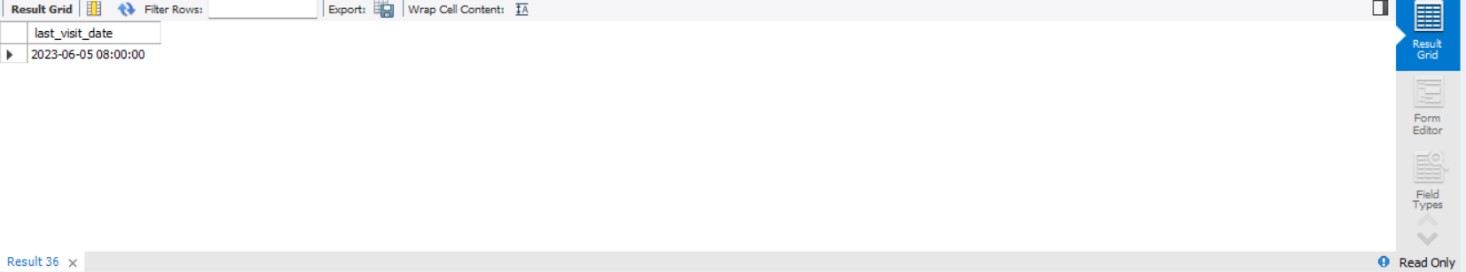 Result Grid Filter Rows: Export: Wrap Cell Content: IA
last_visit_date
2023-06-05 08:00:00
Result
Grid
Form
Editor
Field
Types
Result 36 x
Read Only